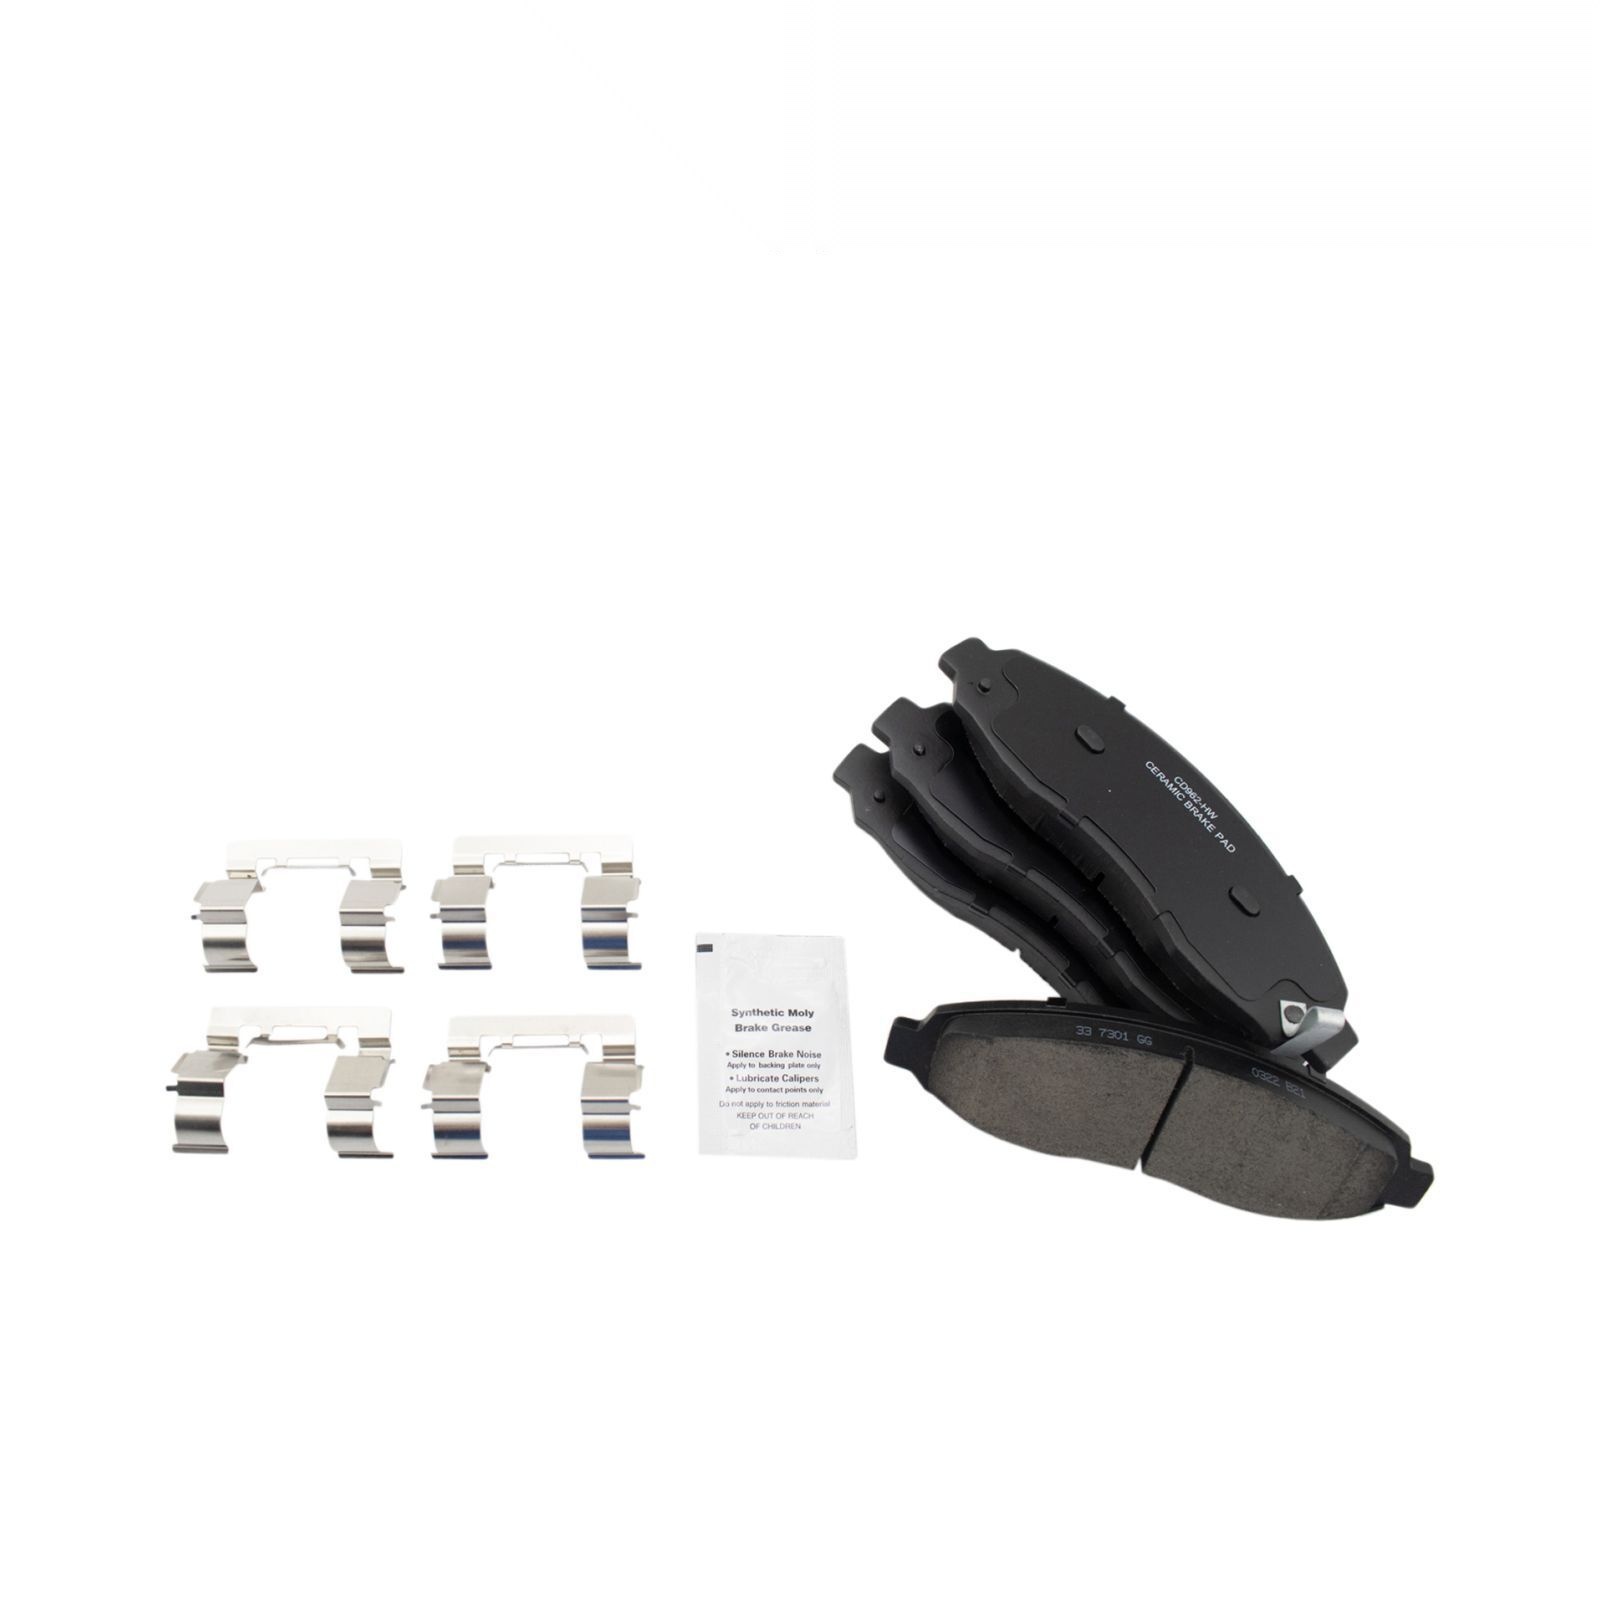 CD962-HW
CERAMIC BRAKE PAD
Synthetic Moly
Brake Grease
• Silence Brake Noise
Apply to backing plate only
• Lubricate Calipers
Apply to contact points only
Do not apply to friction material
KEEP OUT OF REACH
OF CHILDREN
33 7301 GG
0322 B21